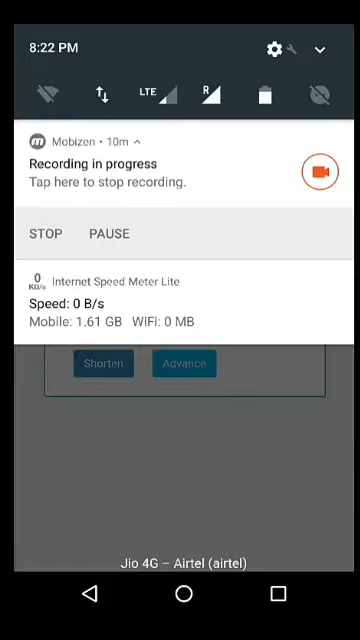 8:22 PM
LTE R
Mobizen • 10m
Recording in progress
Tap here to stop recording.
STOP PAUSE
0 KB/s Internet Speed Meter Lite
Speed: 0 B/s
Mobile: 1.61 GB WiFi: 0 MB
Shorten Advance
Jio 4G – Airtel (airtel)